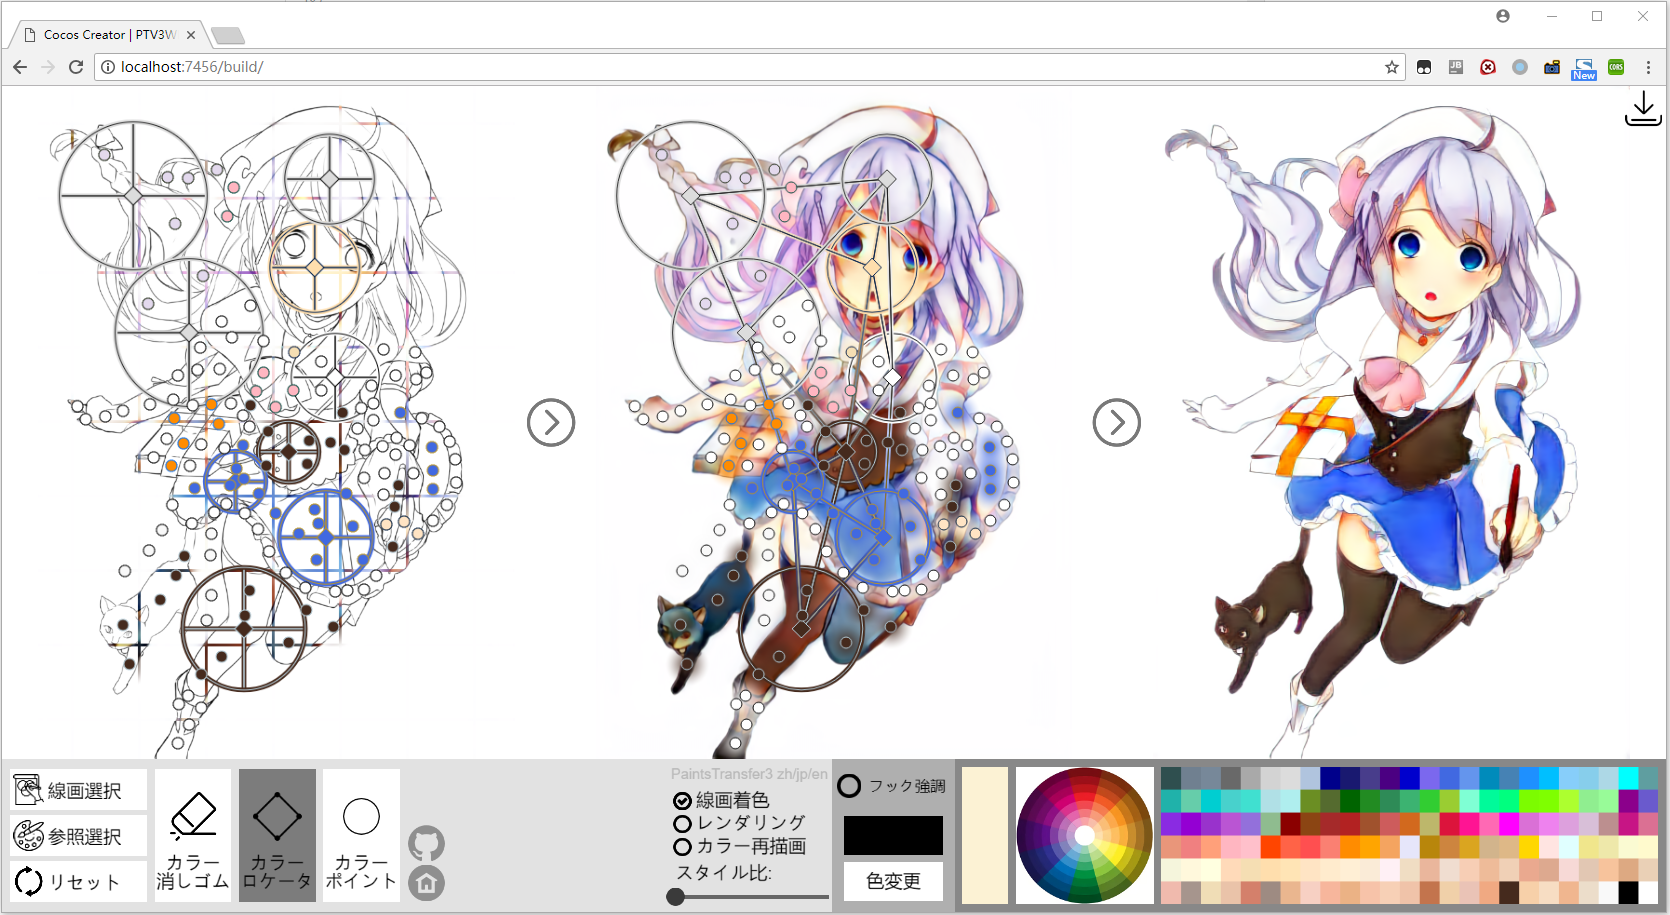 Cocos Creator | PTV3W
localhost:7456/build/
JB
New
CORS
線画選択
参照選択
リセット
カラー
消しゴム
カラー
ロケータ
カラー
ポイント
PaintsTransfer3 zh/jp/en
線画着色
レンダリング
カラー再描画
スタイル比:
フック強調
色変更